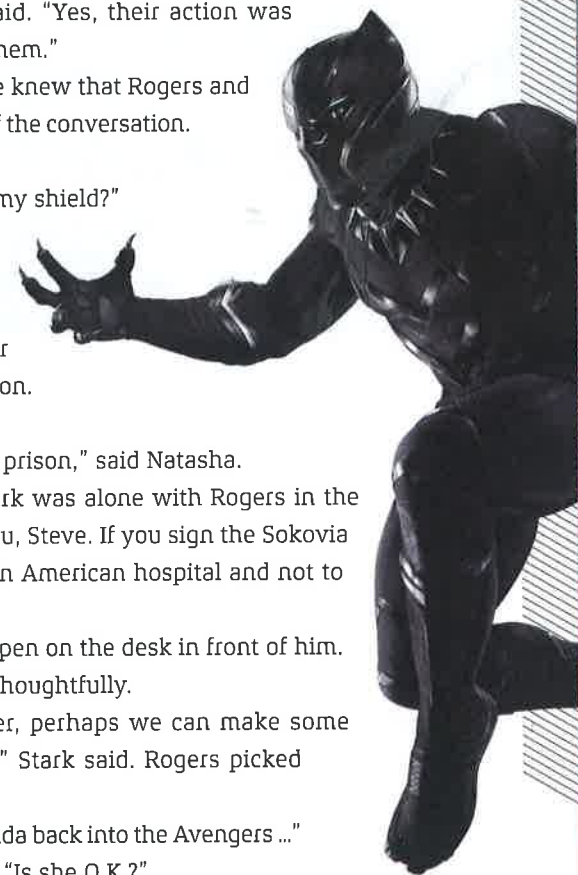 aid. “Yes, their action was
hem.”
e knew that Rogers and
f the conversation.
my shield?”
r
on.
prison,” said Natasha.
rk was alone with Rogers in the
u, Steve. If you sign the Sokovia
n American hospital and not to
pen on the desk in front of him.
houghtfully.
er, perhaps we can make some
” Stark said. Rogers picked
da back into the Avengers ...”
“Is she O.K.?”